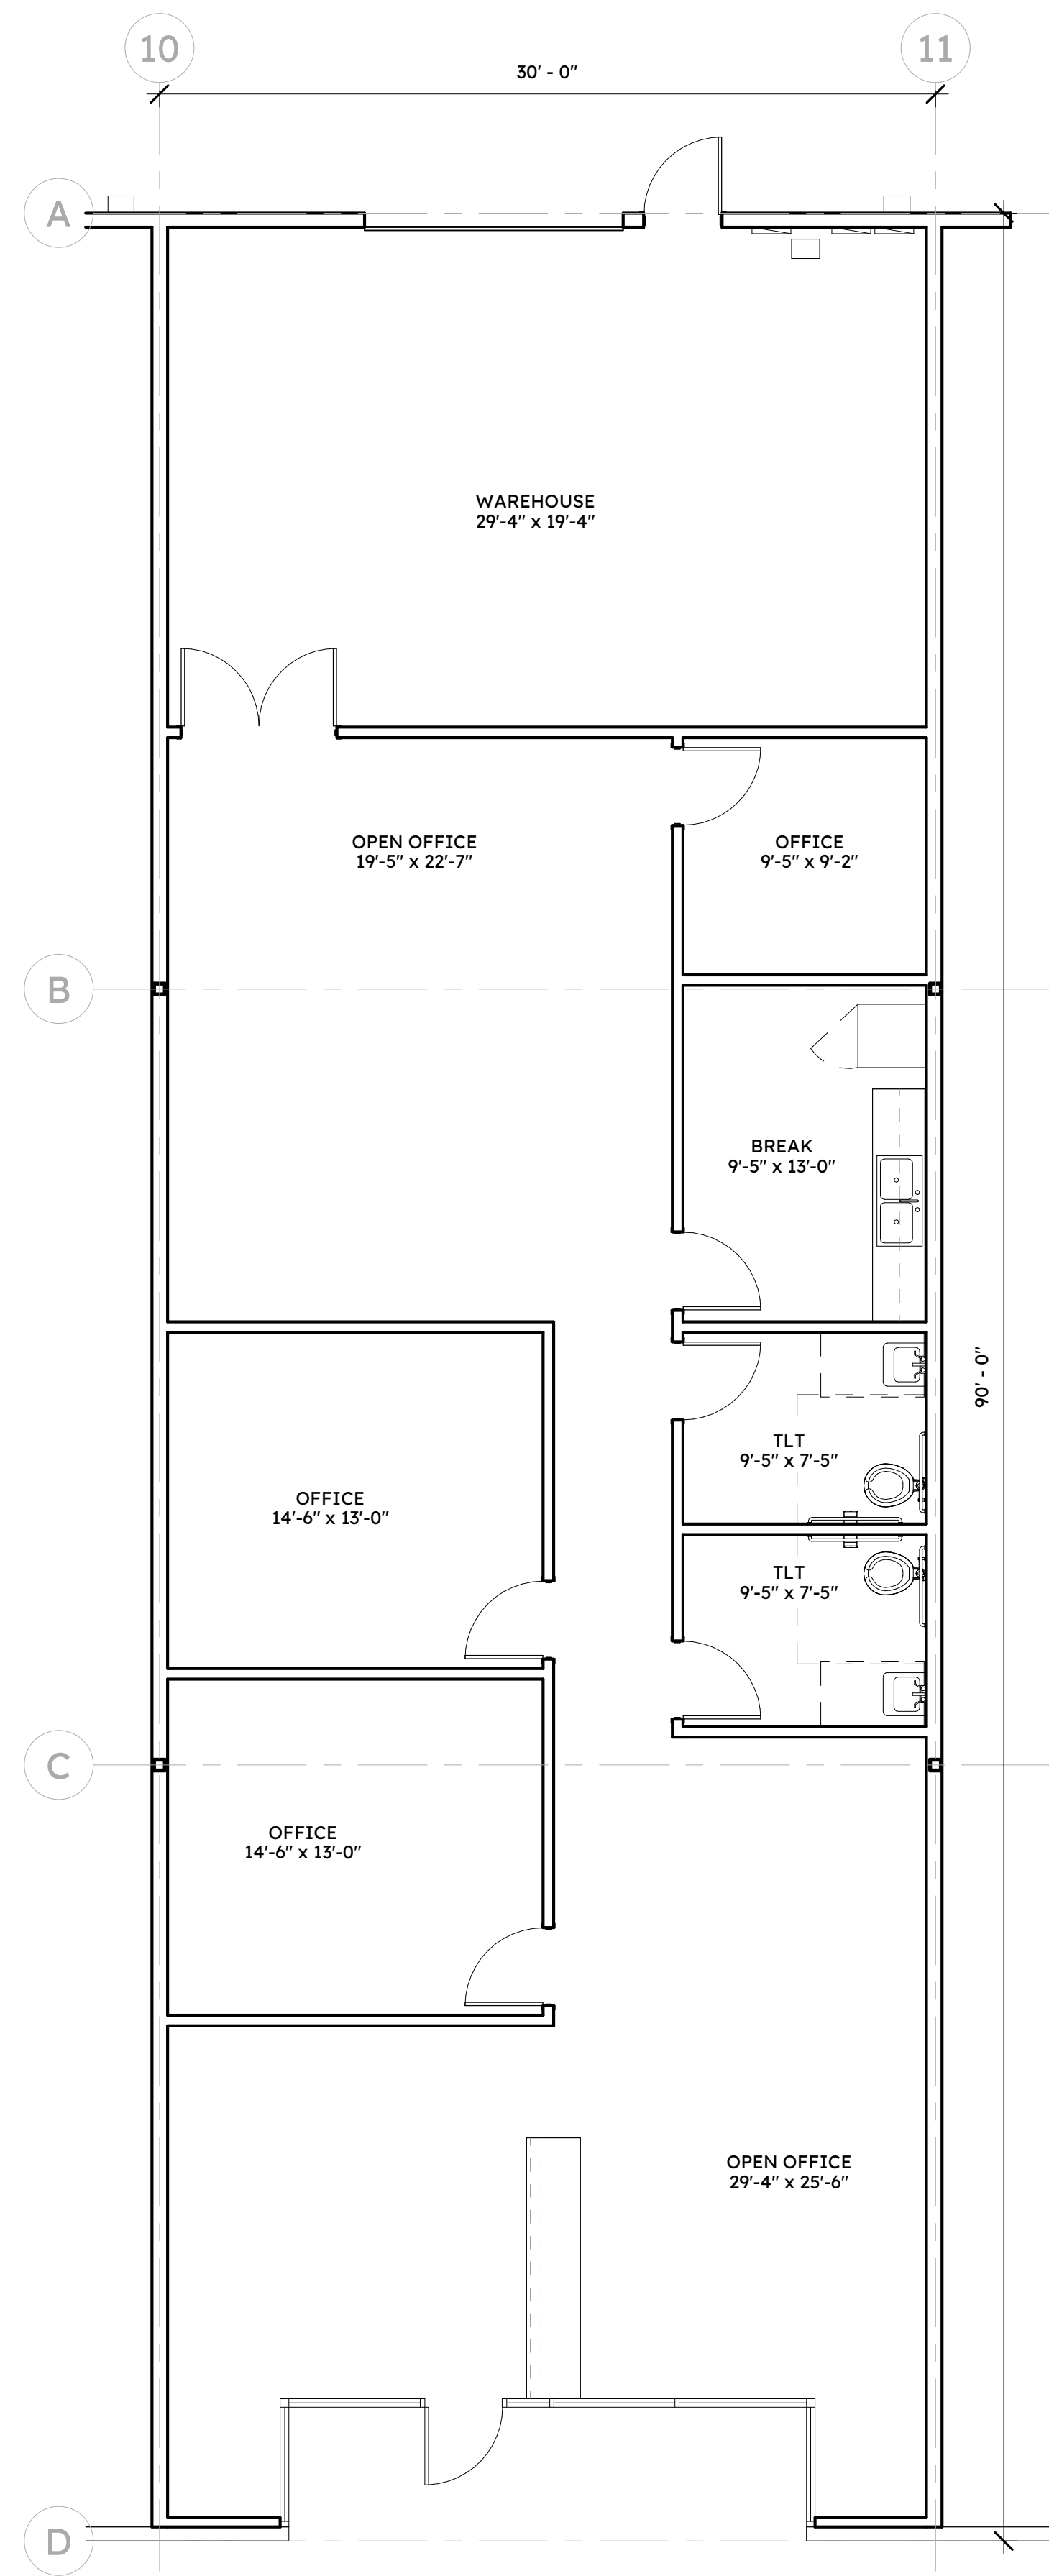 10
11
30' - 0"
A
WAREHOUSE
29'-4" x 19'-4"
OPEN OFFICE
19'-5" x 22'-7"
OFFICE
9'-5" x 9'-2"
B
BREAK
9'-5" x 13'-0"
90' - 0"
TLT
9'-5" x 7'-5"
OFFICE
14'-6" x 13'-0"
TLT
9'-5" x 7'-5"
C
OFFICE
14'-6" x 13'-0"
OPEN OFFICE
29'-4" x 25'-6"
D